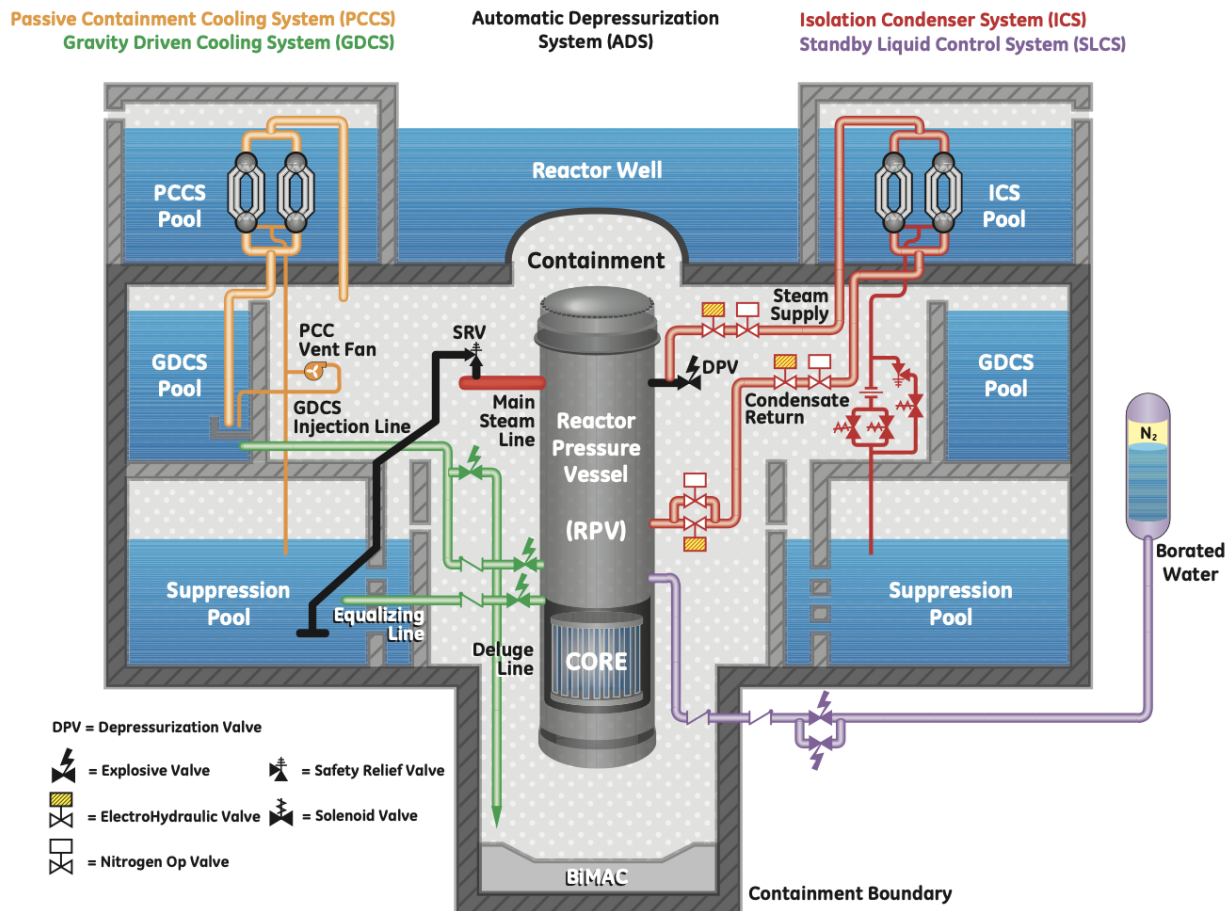 Passive Containment Cooling System (PCCS)
Gravity Driven Cooling System (GDCS)
Automatic Depressurization
System (ADS)
Isolation Condenser System (ICS)
Standby Liquid Control System (SLCS)
Reactor Well
PCCS
Pool
ICS
Pool
Containment
Steam
Supply
SRV
PCC
Vent Fan
DPV
GDCS
Pool
GDCS
Pool
GDCS
Injection Line
Main
Steam
Line
Condensate
Return
Reactor
Pressure
Vessel
(RPV)
N2
Borated
Water
Suppression
Pool
Suppression
Pool
Equalizing
Line
Deluge
Line
CORE
DPV = Depressurization Valve
= Explosive Valve
= Safety Relief Valve
= ElectroHydraulic Valve
= Solenoid Valve
= Nitrogen Op Valve
BiMAC
Containment Boundary